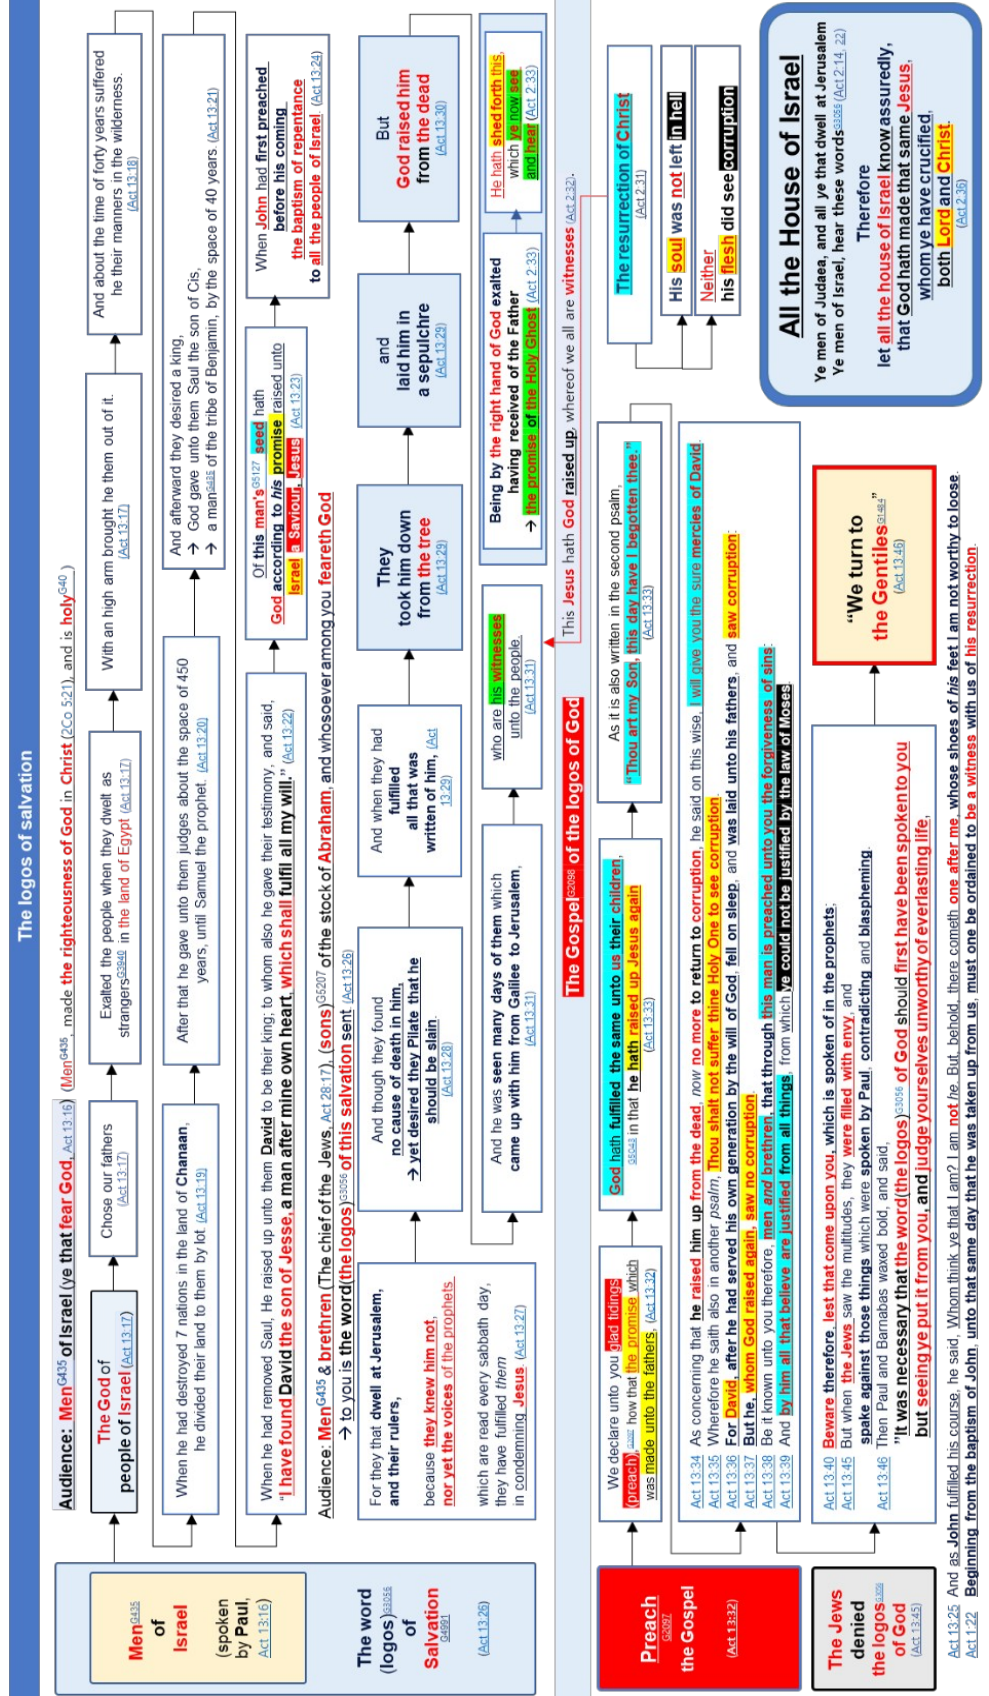 The logos of salvation
Men G435
of
Israel
(spoken
by Paul,
Act 13:16)
Audience: Men G435 of Israel (ye that fear God, Act 13:16) (Men G435, made the righteousness of God in Christ (2Co 5:21), and is holy G40.)
The God of
people of Israel (Act 13:17)
Chose our fathers
(Act 13:17)
Exalted the people when they dwelt as
strangers G3940 in the land of Egypt (Act 13:17)
With an high arm brought he them out of it.
(Act 13:17)
And about the time of forty years suffered
he their manners in the wilderness.
(Act 13:18)
When he had destroyed 7 nations in the land of Chanan,
he divided their land to them by lot. (Act 13:19)
After that he gave unto them judges about the space of 450
years, until Samuel the prophet. (Act 13:20)
And afterward they desired a king,
→ God gave unto them Saul the son of Cis,
→ a man G435 of the tribe of Benjamin, by the space of 40 years. (Act 13:21)
When he had removed Saul, He raised up unto them David to be their king; to whom also he gave their testimony, and said,
"I have found David the son of Jesse, a man after mine own heart, which shall fulfil all my will." (Act 13:22)
Of this man's G5127 seed hath
God according to his promise raised unto
Israel a Saviour, Jesus (Act 13:23)
When John had first preached
before his coming
the baptism of repentance
to all the people of Israel. (Act 13:24)
The word
(logos) G3056
of
Salvation
G4991
(Act 13:26)
Audience: Men G435 & brethren (The chief of the Jews, Act 28:17), (sons) G5207 of the stock of Abraham, and whosoever among you feareth God
→ to you is the word(the logos) G3056 of this salvation sent (Act 13:26)
For they that dwell at Jerusalem,
and their rulers,
because they knew him not,
nor yet the voices of the prophets
which are read every sabbath day,
they have fulfilled them
in condemning Jesus. (Act 13:27)
And though they found
no cause of death in him,
→ yet desired they Pilate that he
should be slain.
(Act 13:28)
And when they had
fulfilled
all that was
written of him, (Act
13:29)
They
took him down
from the tree
(Act 13:29)
and
laid him in
a sepulchre
(Act 13:29)
But
God raised him
from the dead
(Act 13:30)
And he was seen many days of them which
came up with him from Galilee to Jerusalem,
(Act 13:31)
who are his witnesses
unto the people.
(Act 13:31)
Being by the right hand of God exalted
having received of the Father
→ the promise of the Holy Ghost (Act 2:33)
He hath shed forth this,
which ye now see
and hear (Act 2:33)
The Gospel G2098 of the logos of God
This Jesus hath God raised up, whereof we all are witnesses (Act 2:32).
Preach
G2097
the Gospel
(Act 13:32)
We declare unto you glad tidings
(preach), G2097 how that the promise which
was made unto the fathers, (Act 13:32)
God hath fulfilled the same unto us their children,
G5043 in that he hath raised up Jesus again
(Act 13:33)
As it is also written in the second psalm,
"Thou art my Son, this day have I begotten thee."
(Act 13:33)
The resurrection of Christ
(Act 2:31)
His soul was not left in hell
Neither
his flesh did see corruption
Act 13:34 As concerning that he raised him up from the dead, now no more to return to corruption, he said on this wise, I will give you the sure mercies of David.
Act 13:35 Wherefore he saith also in another psalm, Thou shalt not suffer thine Holy One to see corruption.
Act 13:36 For David, after he had served his own generation by the will of God, fell on sleep, and was laid unto his fathers, and saw corruption:
Act 13:37 But he, whom God raised again, saw no corruption.
Act 13:38 Be it known unto you therefore, men and brethren, that through this man is preached unto you the forgiveness of sins:
Act 13:39 And by him all that believe are justified from all things, from which ye could not be justified by the law of Moses.
The Jews
denied
the logos G3056
of God
(Act 13:45)
Act 13:40 Beware therefore, lest that come upon you, which is spoken of in the prophets;
Act 13:45 But when the Jews saw the multitudes, they were filled with envy, and
spake against those things which were spoken by Paul, contradicting and blaspheming.
Act 13:46 Then Paul and Barnabas waxed bold, and said,
"It was necessary that the word(the logos) G3056 of God should first have been spoken to you
but seeing ye put it from you, and judge yourselves unworthy of everlasting life,
"We turn to
the Gentiles G1484"
(Act 13:46)
All the House of Israel
Ye men of Judaea, and all ye that dwell at Jerusalem
Ye men of Israel, hear these words G3056 (Act 2:14, 22)
Therefore
let all the house of Israel know assuredly,
that God hath made that same Jesus,
whom ye have crucified,
both Lord and Christ.
(Act 2:36)
Act 13:25 And as John fulfilled his course, he said, Whom think ye that I am? I am not he. But, behold, there cometh one after me, whose shoes of his feet I am not worthy to loose.
Act 1:22 Beginning from the baptism of John, unto that same day that he was taken up from us, must one be ordained to be a witness with us of his resurrection.